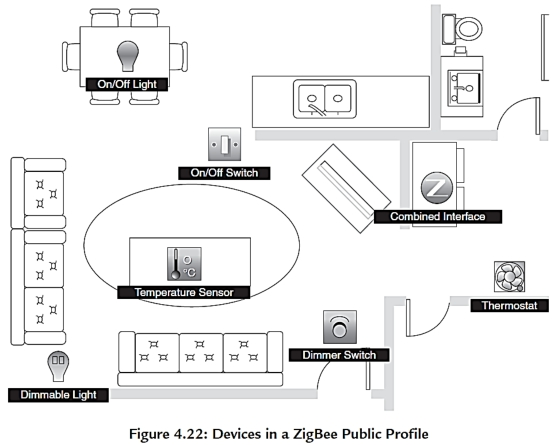 On/Off Light
On/Off Switch
Z
Combined Interface
°C
Temperature Sensor
Thermostat
Dimmer Switch
Dimmable Light
Figure 4.22: Devices in a ZigBee Public Profile